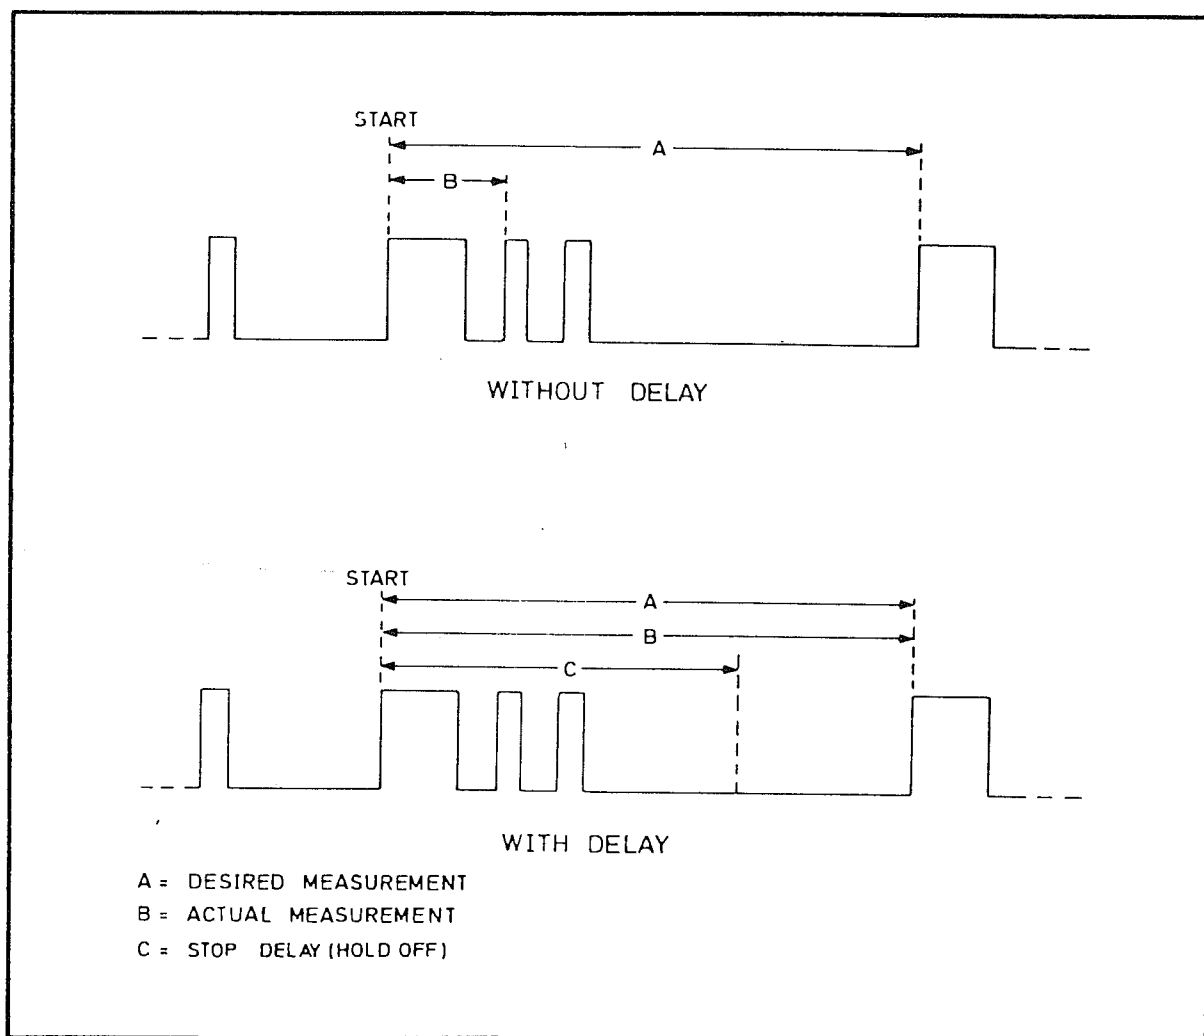 START
A
B
WITHOUT DELAY
START
A
B
C
WITH DELAY
A = DESIRED MEASUREMENT
B = ACTUAL MEASUREMENT
C = STOP DELAY (HOLD OFF)